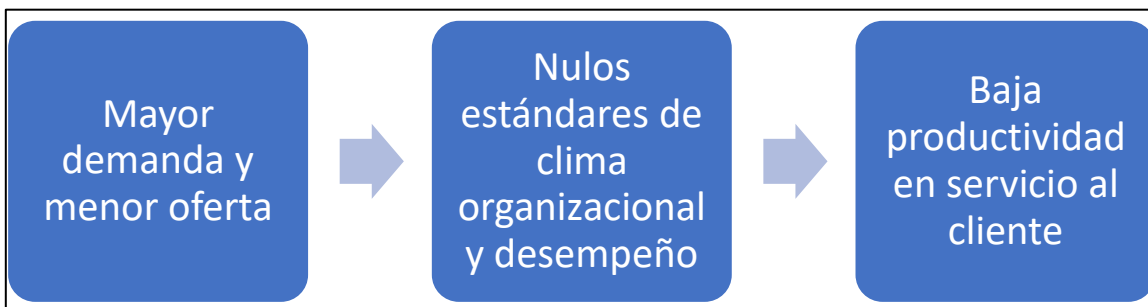 Mayor
demanda y
menor oferta
Nulos
estándares de
clima
organizacional
y desempeño
Baja
productividad
en servicio al
cliente